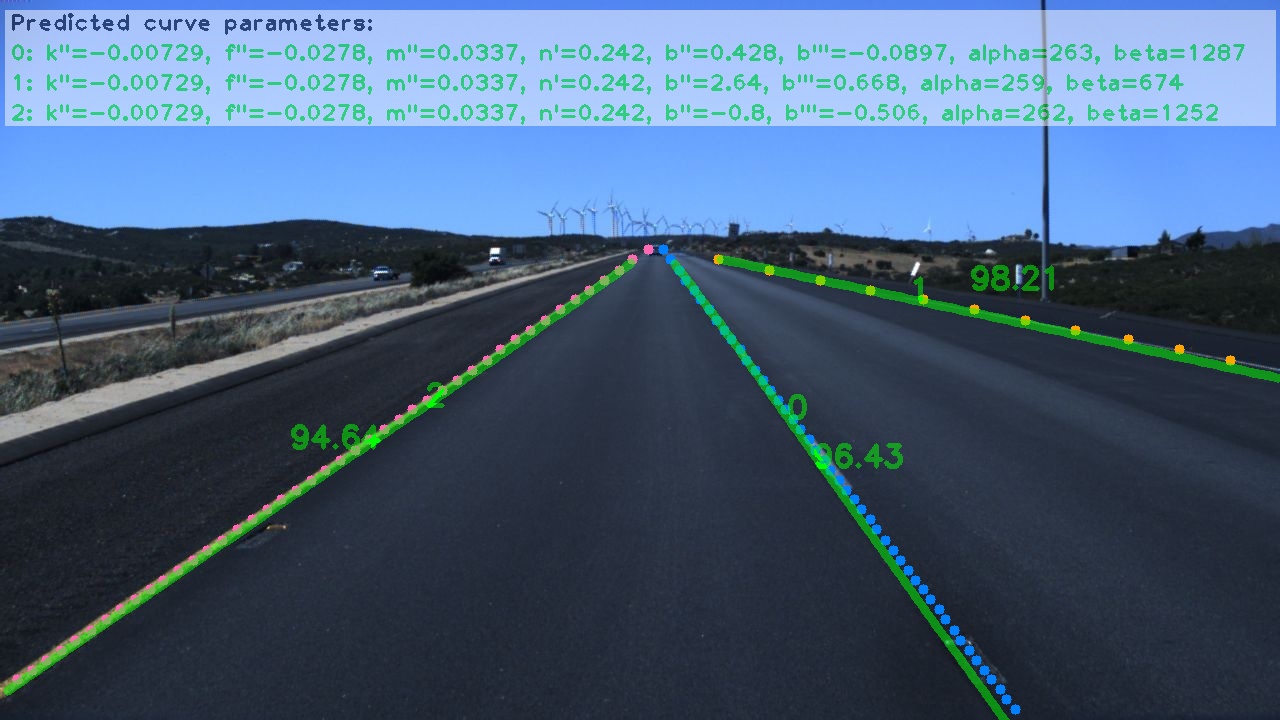 Predicted curve parameters:
0: k''=-0.00729, f''=-0.0278, m''=0.0337, n'=0.242, b''=0.428, b'''=-0.0897, alpha=263, beta=1287
1: k''=-0.00729, f''=-0.0278, m''=0.0337, n'=0.242, b''=2.64, b'''=0.668, alpha=259, beta=674
2: k''=-0.00729, f''=-0.0278, m''=0.0337, n'=0.242, b''=-0.8, b'''=-0.506, alpha=262, beta=1252
1 98.21
2
0
94.64
96.43